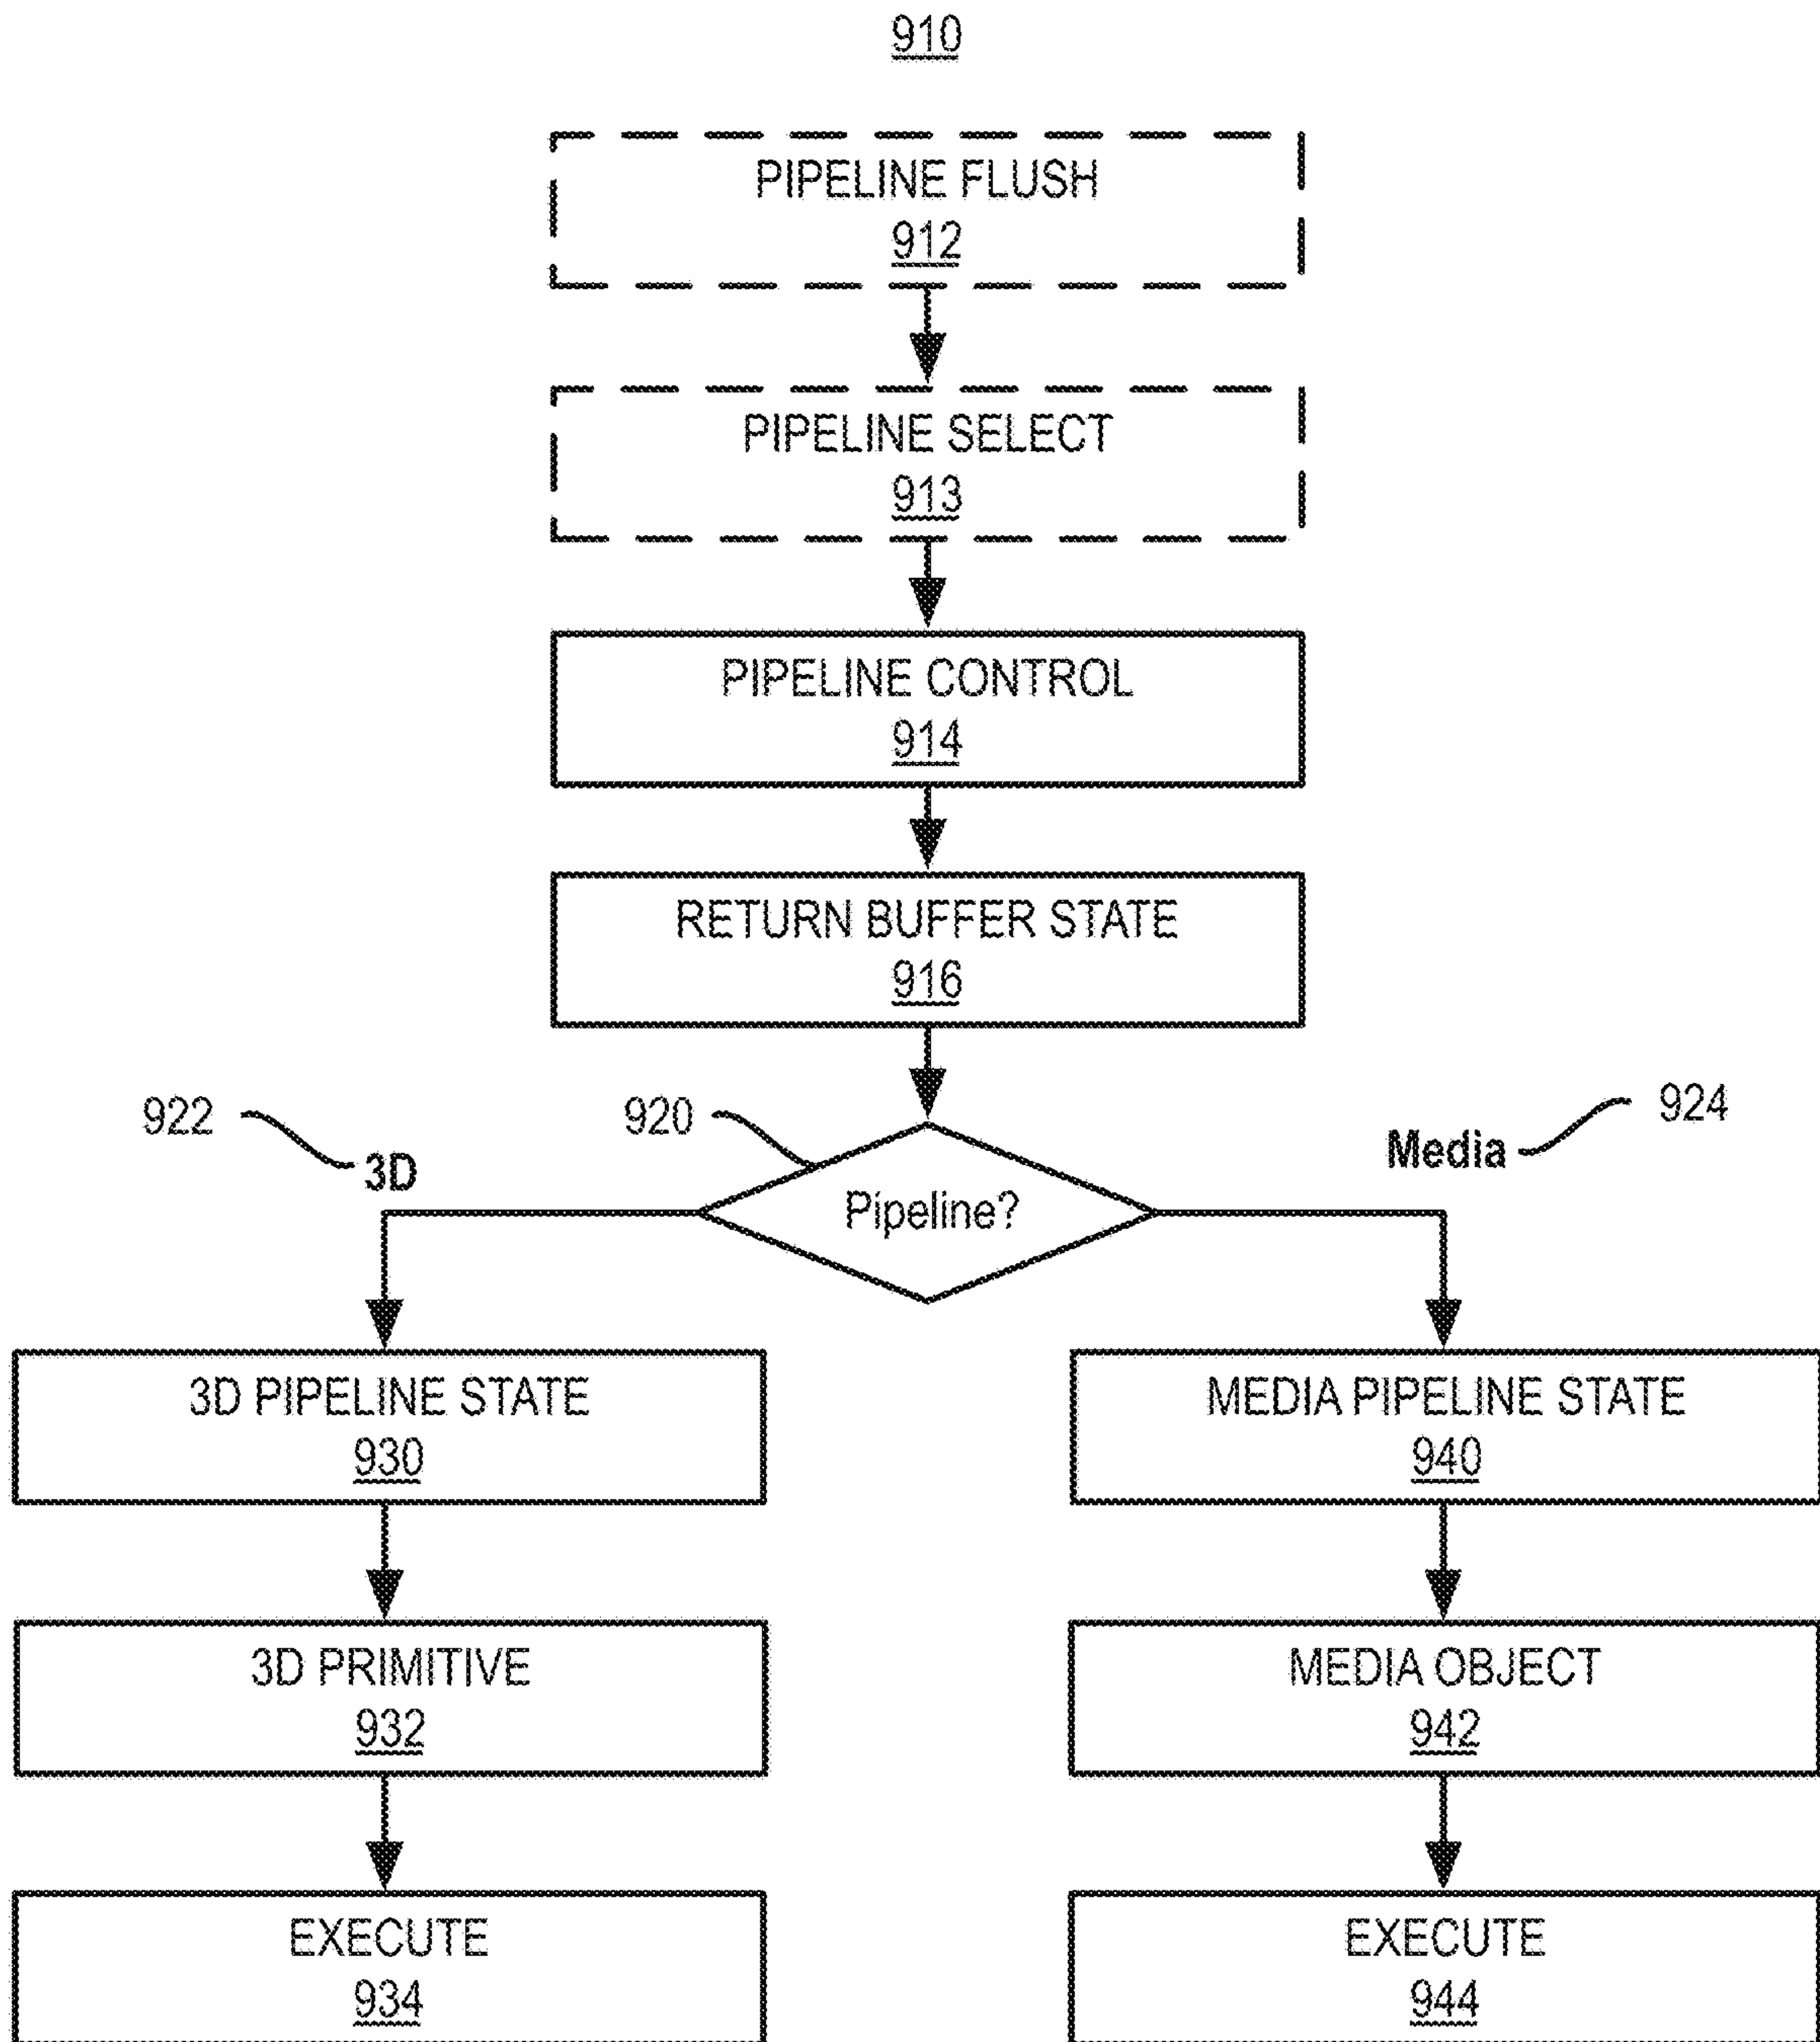 910
PIPELINE FLUSH
912
PIPELINE SELECT
913
PIPELINE CONTROL
914
RETURN BUFFER STATE
916
922
3D
920
Pipeline?
Media
924
3D PIPELINE STATE
930
MEDIA PIPELINE STATE
940
3D PRIMITIVE
932
MEDIA OBJECT
942
EXECUTE
934
EXECUTE
944